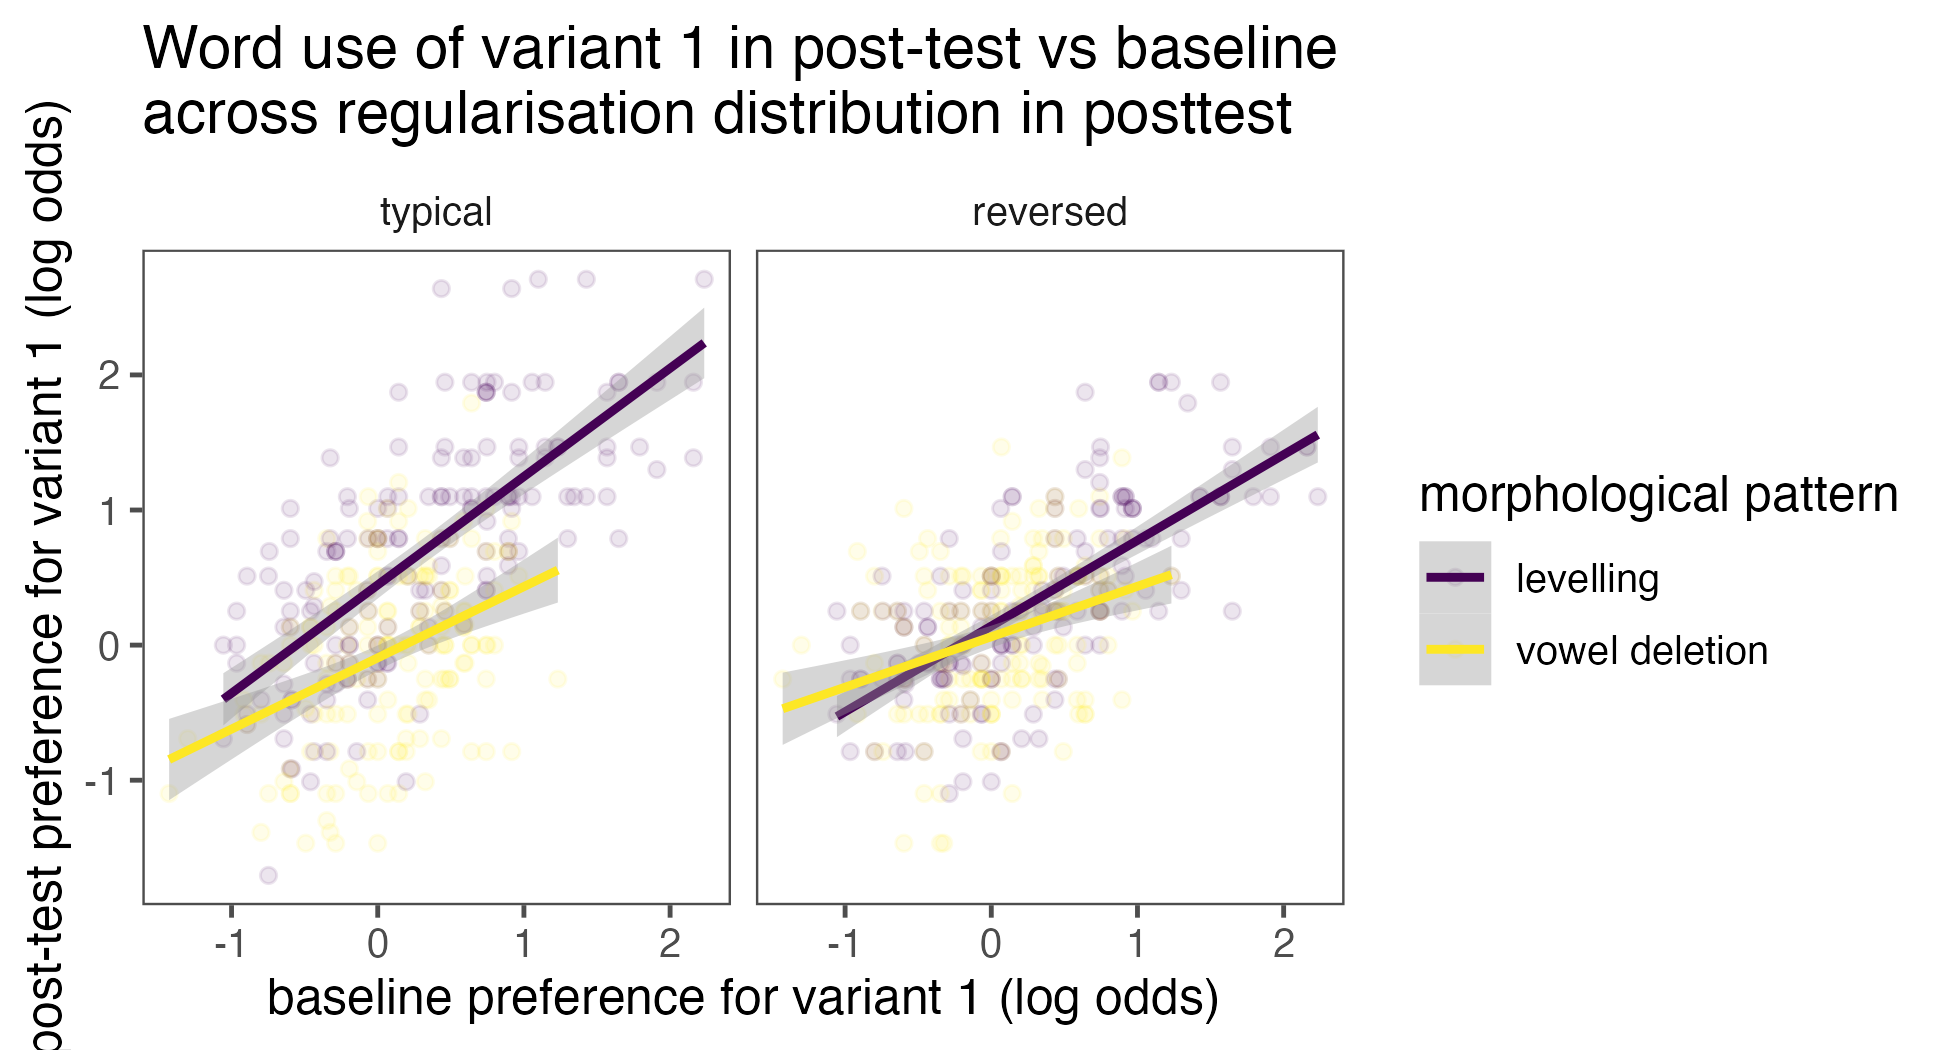 Word use of variant 1 in post-test vs baseline
across regularisation distribution in posttest
typical
reversed
post-test preference for variant 1 (log odds)
2
1
0
-1
-1
0
1
2
-1
0
1
2
baseline preference for variant 1 (log odds)
morphological pattern
levelling
vowel deletion